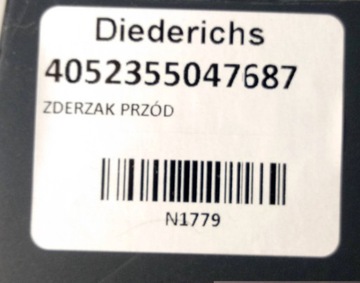 Diederichs
4052355047687
ZDERZAK PRZÓD
N1779